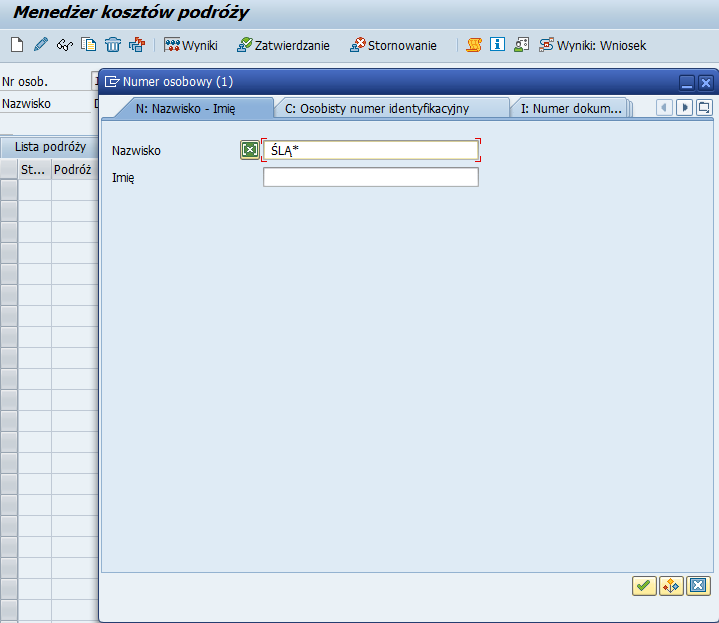 Menedżer kosztów podróży
Wyniki Zatwierdzanie Stornowanie Wyniki: Wniosek
Nr osob.
Nazwisko
Lista podróży
St... Podróż
Numer osobowy (1)
N: Nazwisko - Imię C: Osobisty numer identyfikacyjny I: Numer dokum...
Nazwisko ŚLĄ*
Imię